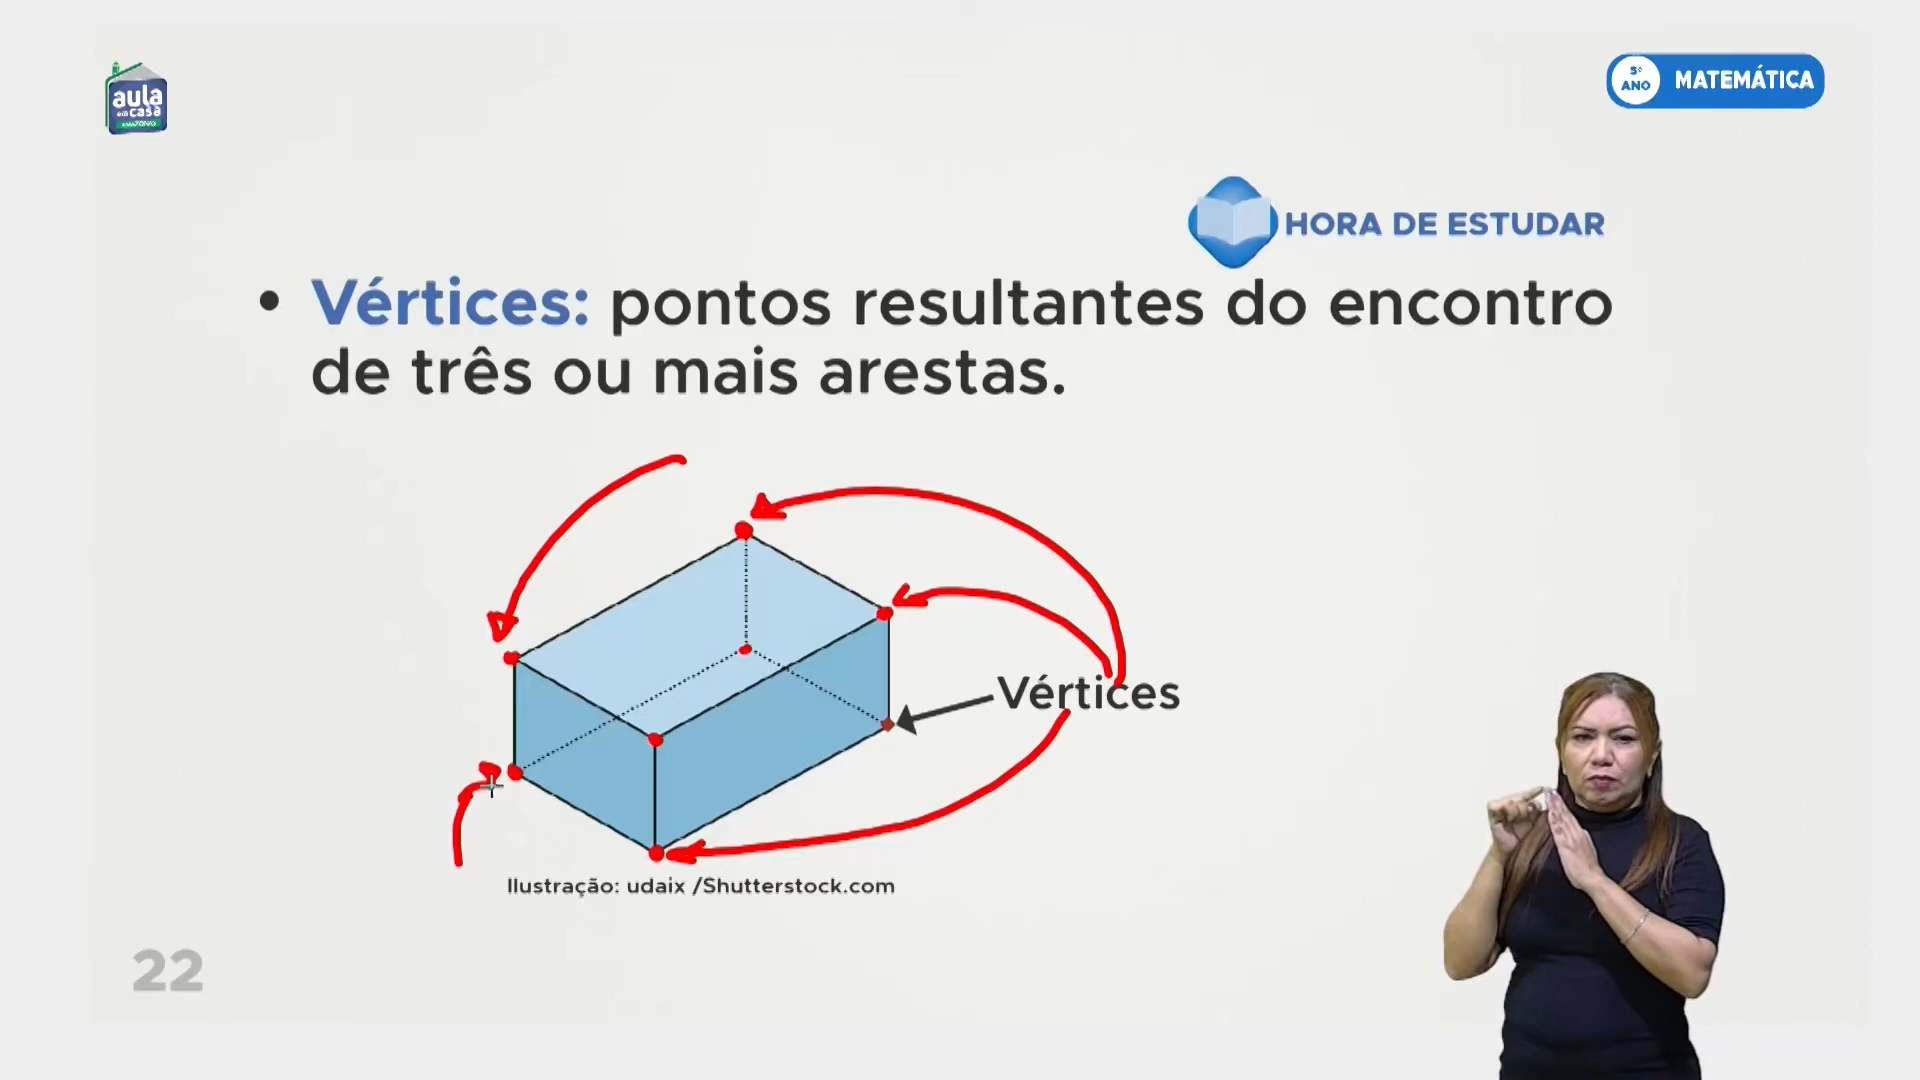 aula
em casa
5º
ANO
MATEMÁTICA
HORA DE ESTUDAR
• Vértices: pontos resultantes do encontro
de três ou mais arestas.
Vértices
Ilustração: udaix /Shutterstock.com
22